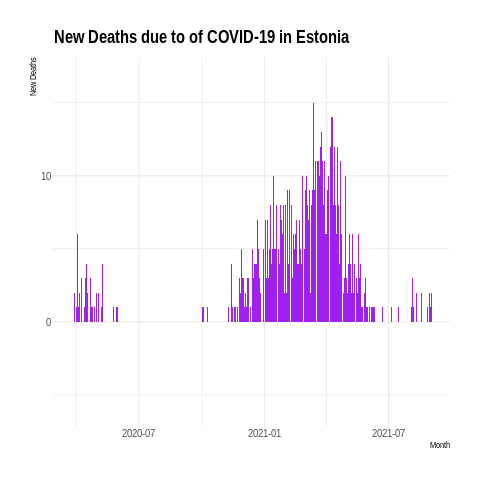 New Deaths due to of COVID-19 in Estonia
New Deaths
10
0
2020-07
2021-01
2021-07
Month